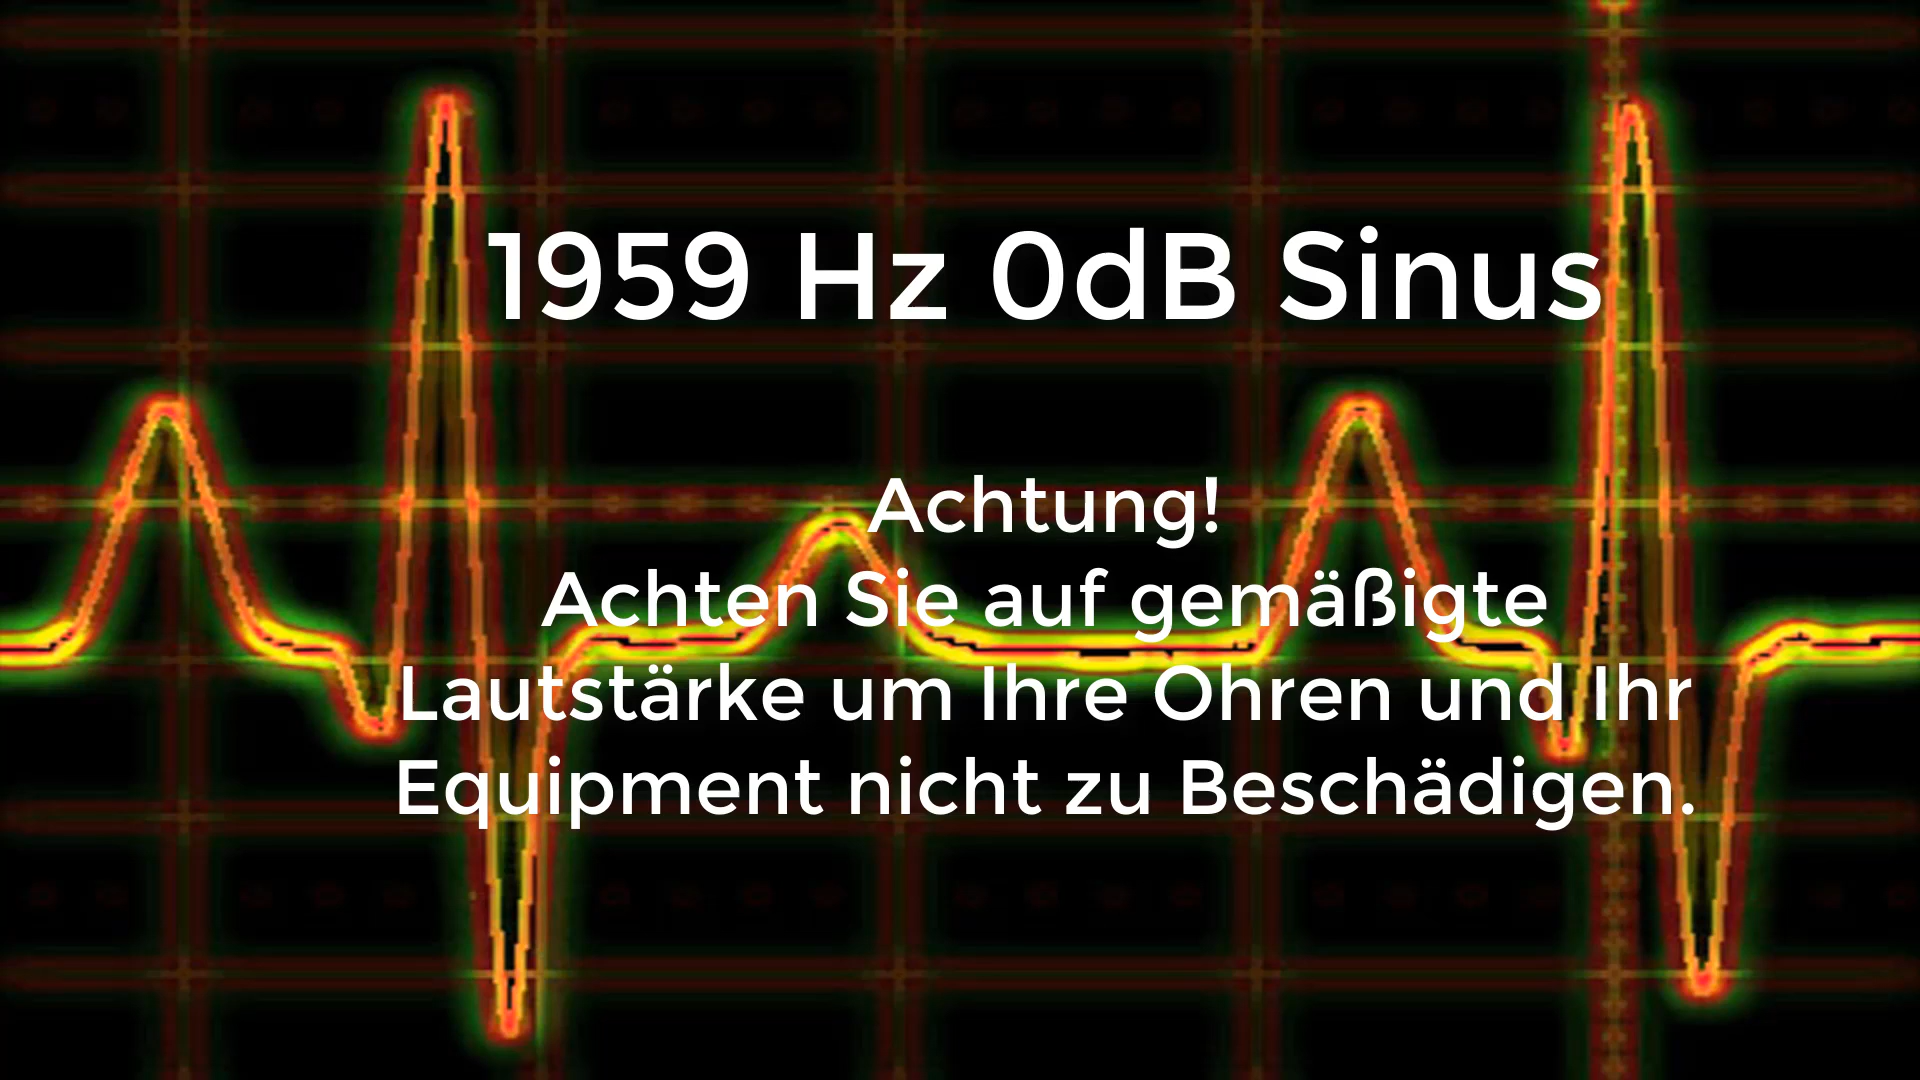 1959 Hz 0dB Sinus
Achtung!
Achten Sie auf gemäßigte
Lautstärke um Ihre Ohren und Ihr
Equipment nicht zu Beschädigen.